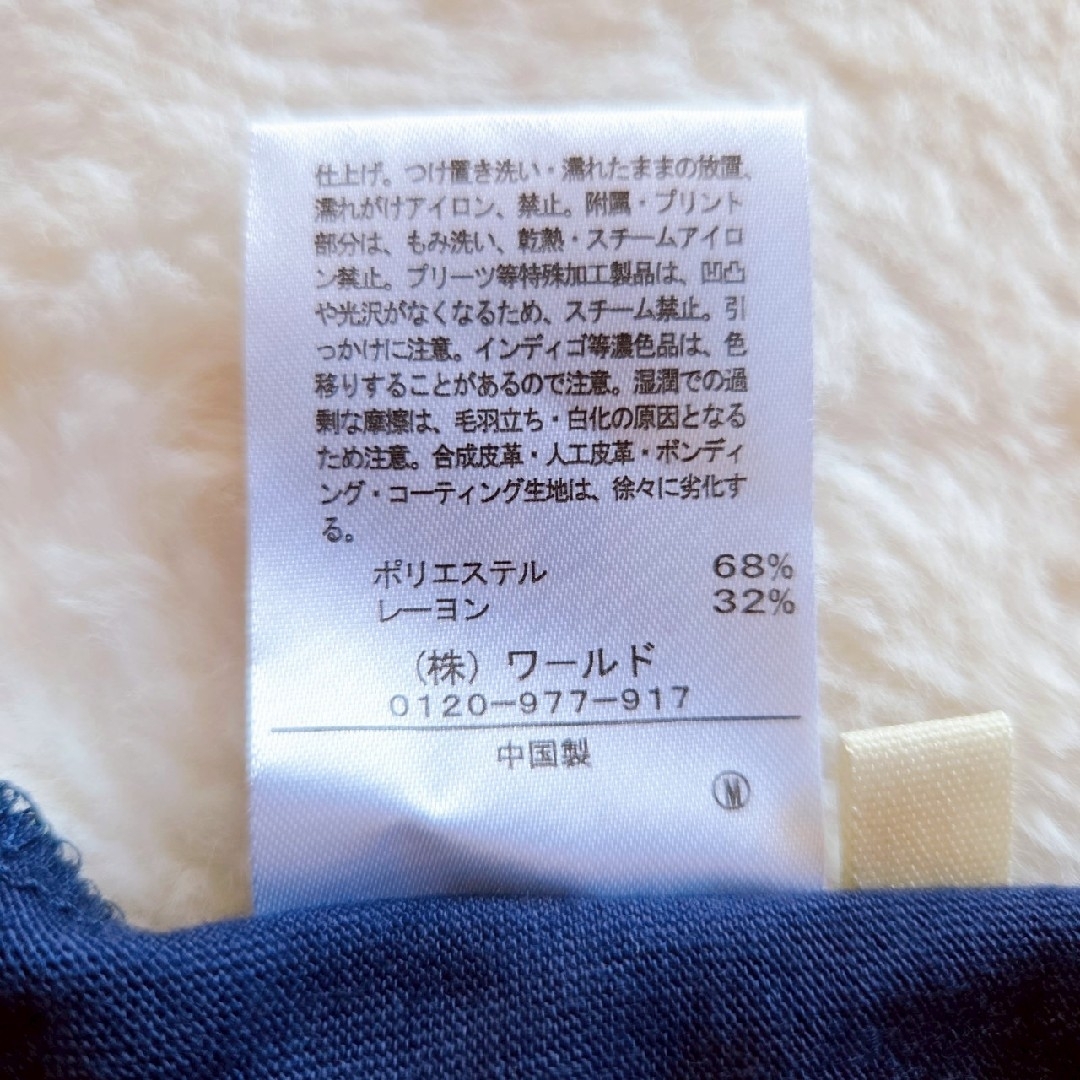 仕上げ。つけ置き洗い・濡れたままの放置、
濡れがけアイロン、禁止。附属・プリント
部分は、もみ洗い、乾熱・スチームアイロ
ン禁止。プリーツ等特殊加工製品は、凹凸
や光沢がなくなるため、スチーム禁止。引
っかけに注意。インディゴ等濃色品は、色
移りすることがあるので注意。湿潤での過
剰な摩擦は、毛羽立ち・白化の原因となる
ため注意。合成皮革・人工皮革・ボンディ
ング・コーティング生地は、徐々に劣化す
る。
ポリエステル 68%
レーヨン 32%
(株) ワールド
0120-977-917
中国製
Ⓜ